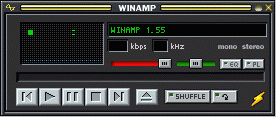 WINAMP
WINAMP 1.55
kbps kHz mono stereo
EQ PL
SHUFFLE